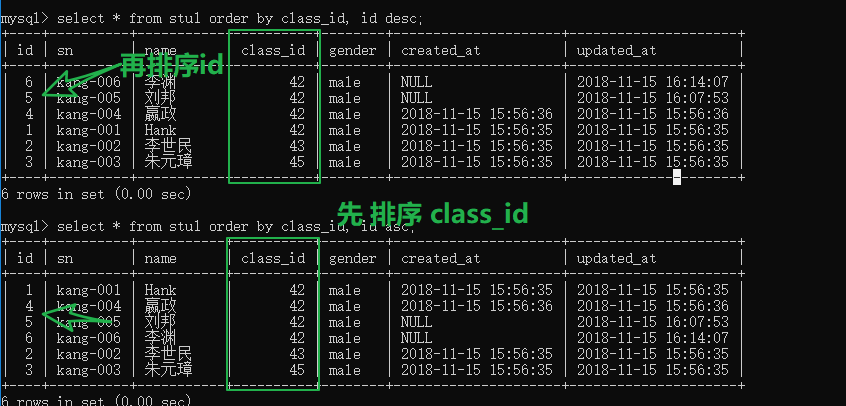 mysql> select * from stu1 order by class_id, id desc;
| id | sn | name | class_id | gender | created_at | updated_at |
再排序id
| 6 | kang-006 | 李渊 | 42 | male | NULL | 2018-11-15 16:14:07 |
| 5 | kang-005 | 刘邦 | 42 | male | NULL | 2018-11-15 16:07:53 |
| 4 | kang-004 | 嬴政 | 42 | male | 2018-11-15 15:56:36 | 2018-11-15 15:56:36 |
| 1 | kang-001 | Hank | 42 | male | 2018-11-15 15:56:35 | 2018-11-15 15:56:35 |
| 2 | kang-002 | 李世民 | 43 | male | 2018-11-15 15:56:35 | 2018-11-15 15:56:35 |
| 3 | kang-003 | 朱元璋 | 45 | male | 2018-11-15 15:56:35 | 2018-11-15 15:56:35 |
6 rows in set (0.00 sec)
先 排序 class_id
mysql> select * from stu1 order by class_id, id asc;
| id | sn | name | class_id | gender | created_at | updated_at |
| 1 | kang-001 | Hank | 42 | male | 2018-11-15 15:56:35 | 2018-11-15 15:56:35 |
| 4 | kang-004 | 嬴政 | 42 | male | 2018-11-15 15:56:36 | 2018-11-15 15:56:36 |
| 5 | kang-005 | 刘邦 | 42 | male | NULL | 2018-11-15 16:07:53 |
| 6 | kang-006 | 李渊 | 42 | male | NULL | 2018-11-15 16:14:07 |
| 2 | kang-002 | 李世民 | 43 | male | 2018-11-15 15:56:35 | 2018-11-15 15:56:35 |
| 3 | kang-003 | 朱元璋 | 45 | male | 2018-11-15 15:56:35 | 2018-11-15 15:56:35 |
6 rows in set (0.00 sec)